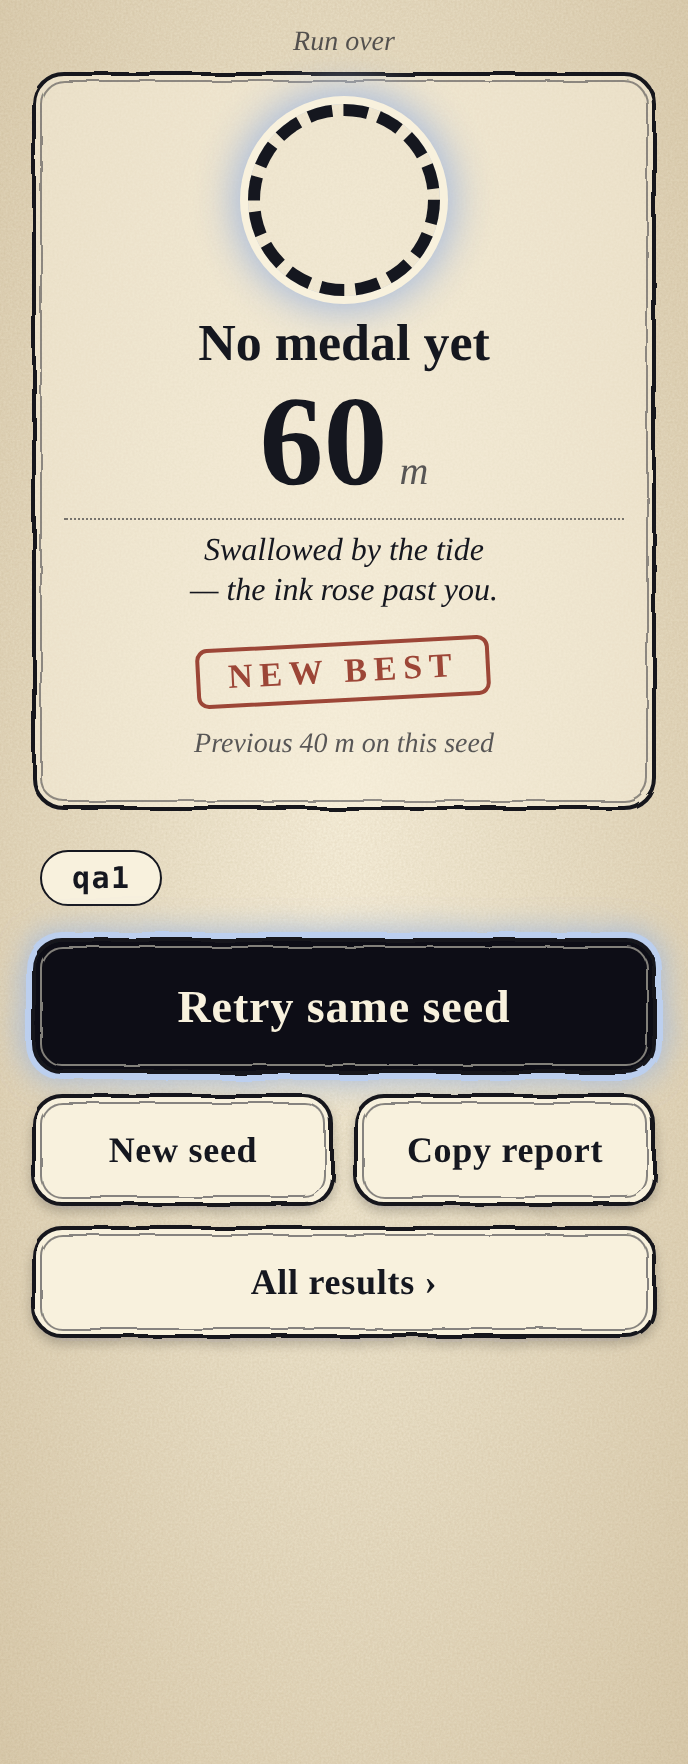 Run over
No medal yet
60 m
Swallowed by the tide
— the ink rose past you.
NEW BEST
Previous 40 m on this seed
qa1
Retry same seed
New seed
Copy report
All results ›